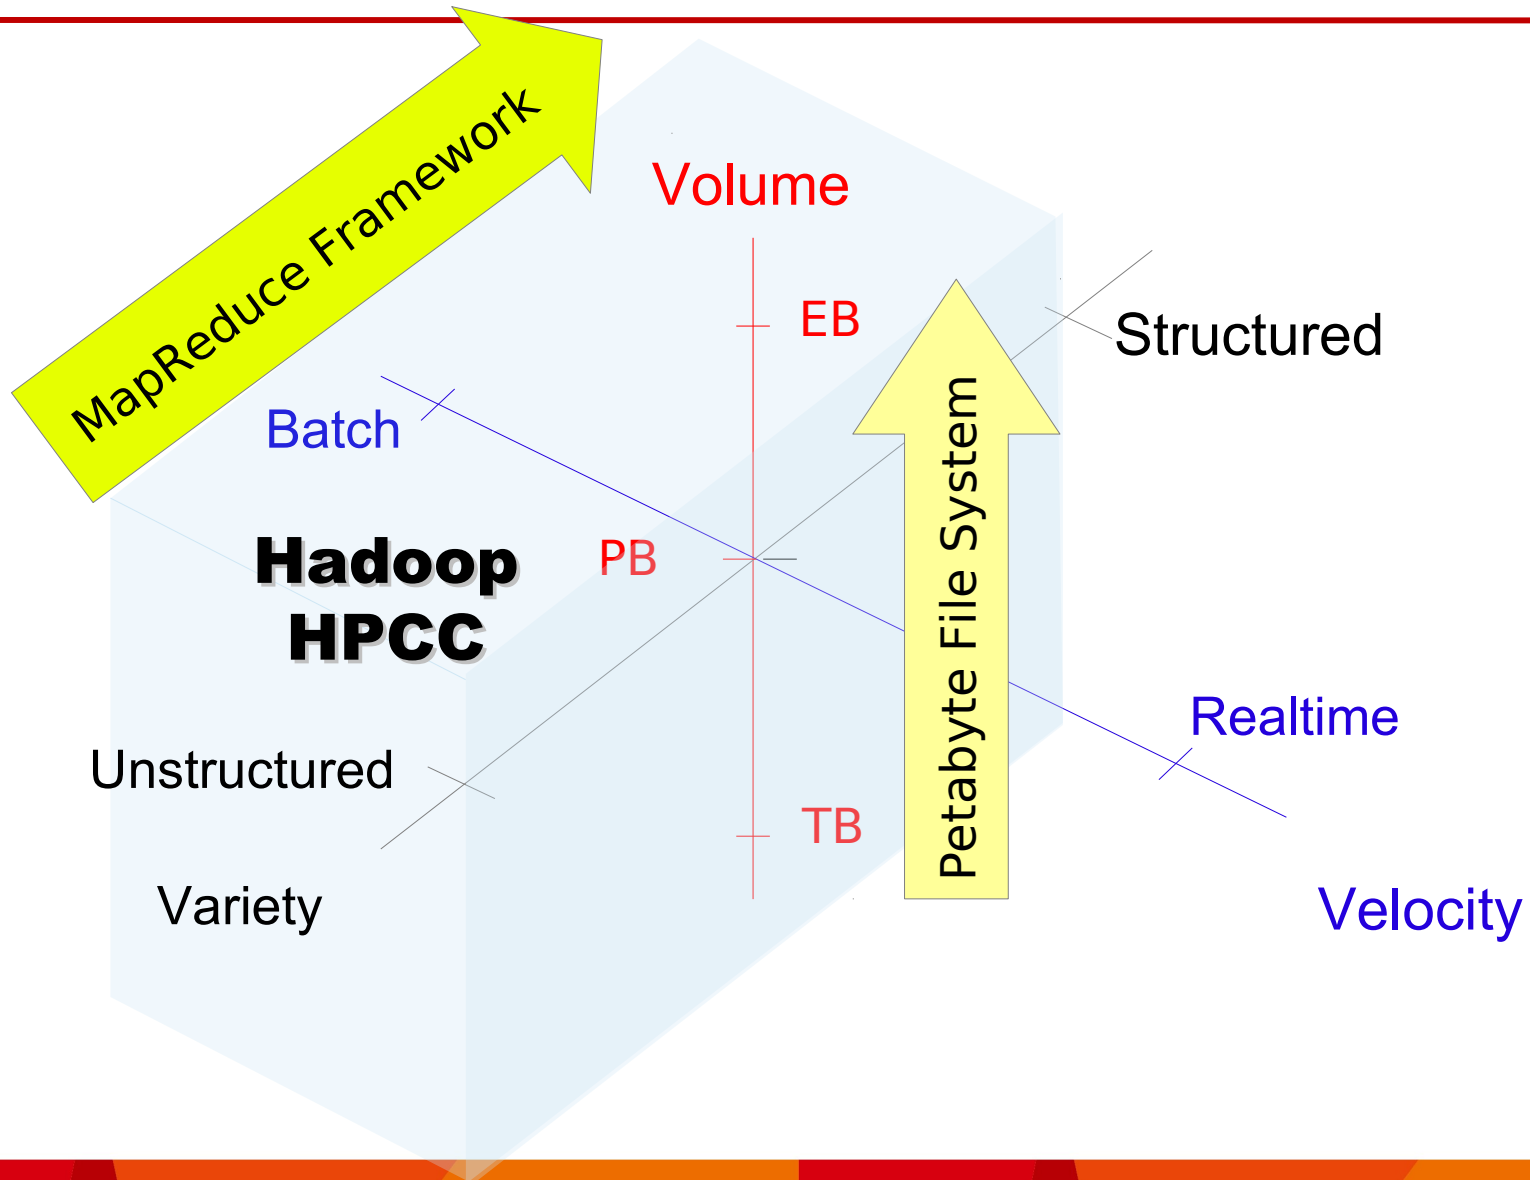 MapReduce Framework
Volume
EB
Structured
Batch
Hadoop
HPCC
PB
Petabyte File System
Realtime
Unstructured
TB
Variety
Velocity